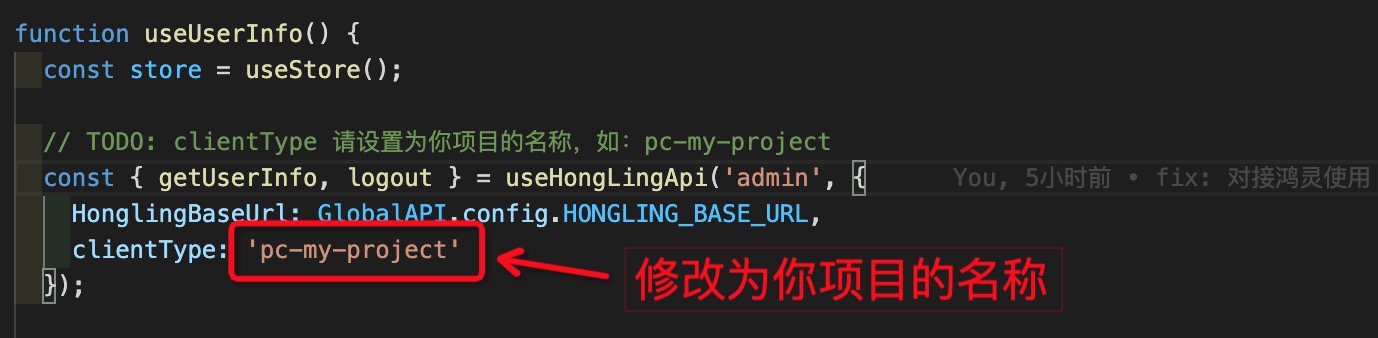 function useUserInfo() {
const store = useStore();
// TODO: clientType 请设置为你项目的名称，如：pc-my-project
const { getUserInfo, logout } = useHongLingApi('admin', { You, 5小时前 • fix: 对接鸿灵使用
HonglingBaseUrl: GlobalAPI.config.HONGLING_BASE_URL,
clientType: 'pc-my-project'
修改为你项目的名称
});